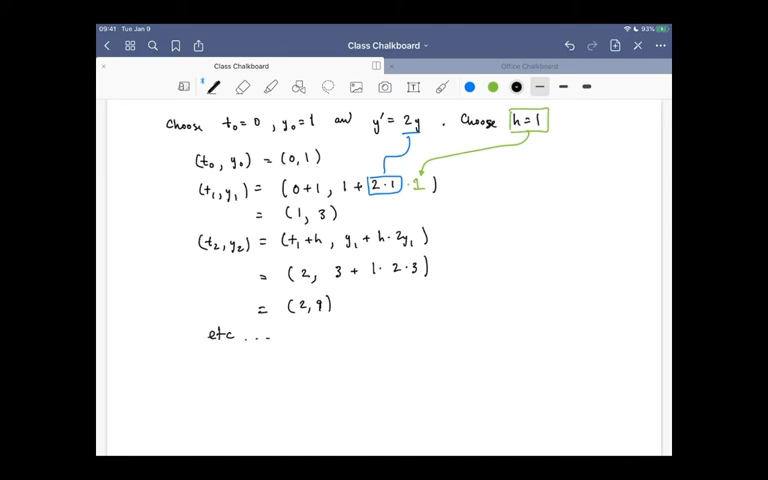 09:41 Tue Jan 9 93%
Class Chalkboard
Class Chalkboard Office Chalkboard
Choose t₀ = 0 , y₀ = 1 and y' = 2y . Choose h = 1
(t₀, y₀) = (0, 1)
(t₁, y₁) = (0+1 , 1 + 2·1 · 1 )
= (1, 3)
(t₂, y₂) = (t₁+h , y₁ + h·2y₁)
= (2, 3 + 1·2·3)
= (2, 9)
etc ...